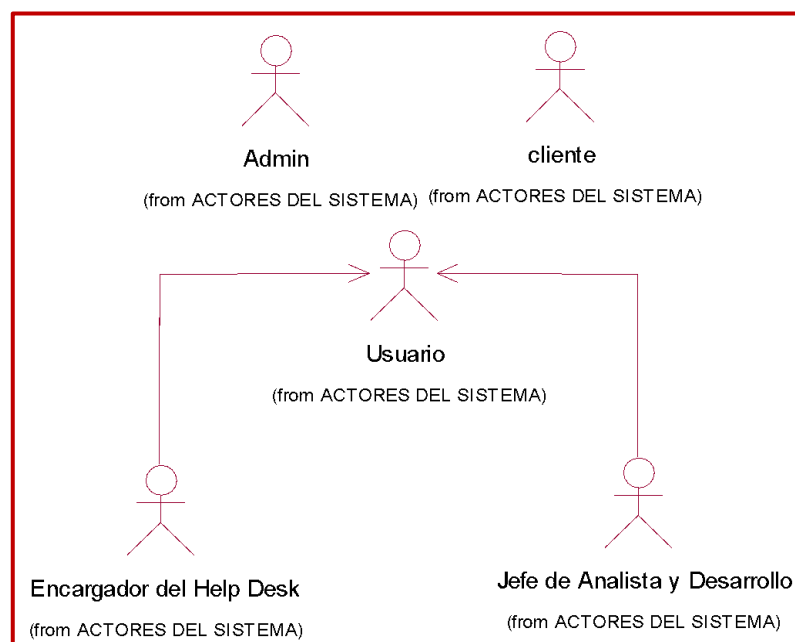 Admin
(from ACTORES DEL SISTEMA)
cliente
(from ACTORES DEL SISTEMA)
Usuario
(from ACTORES DEL SISTEMA)
Encargador del Help Desk
(from ACTORES DEL SISTEMA)
Jefe de Analista y Desarrollo
(from ACTORES DEL SISTEMA)